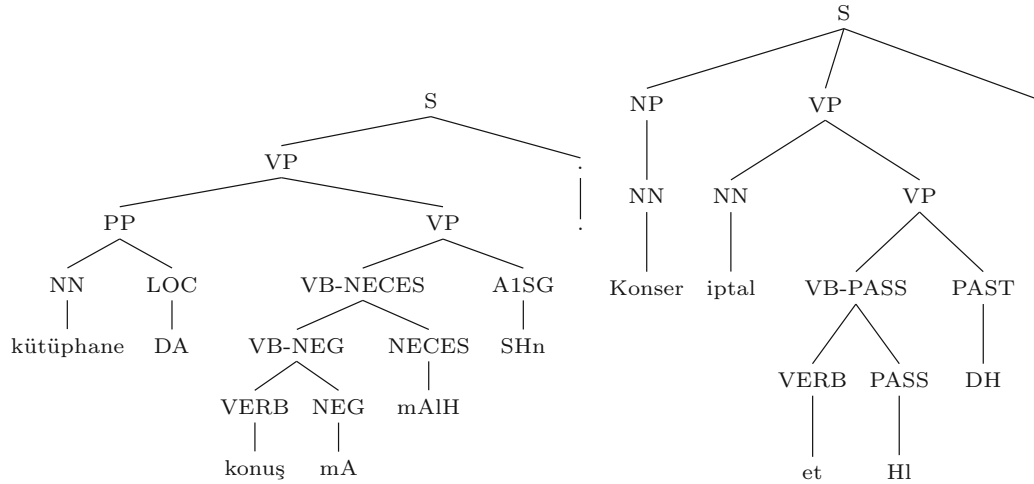 S
S
NP VP
VP .
NN NN VP
PP VP .
NN LOC VB-NECES A1SG
Konser iptal VB-PASS PAST
kütüphane DA VB-NEG NECES SHn
VERB PASS DH
VERB NEG mAlH
konuş mA
et Hl